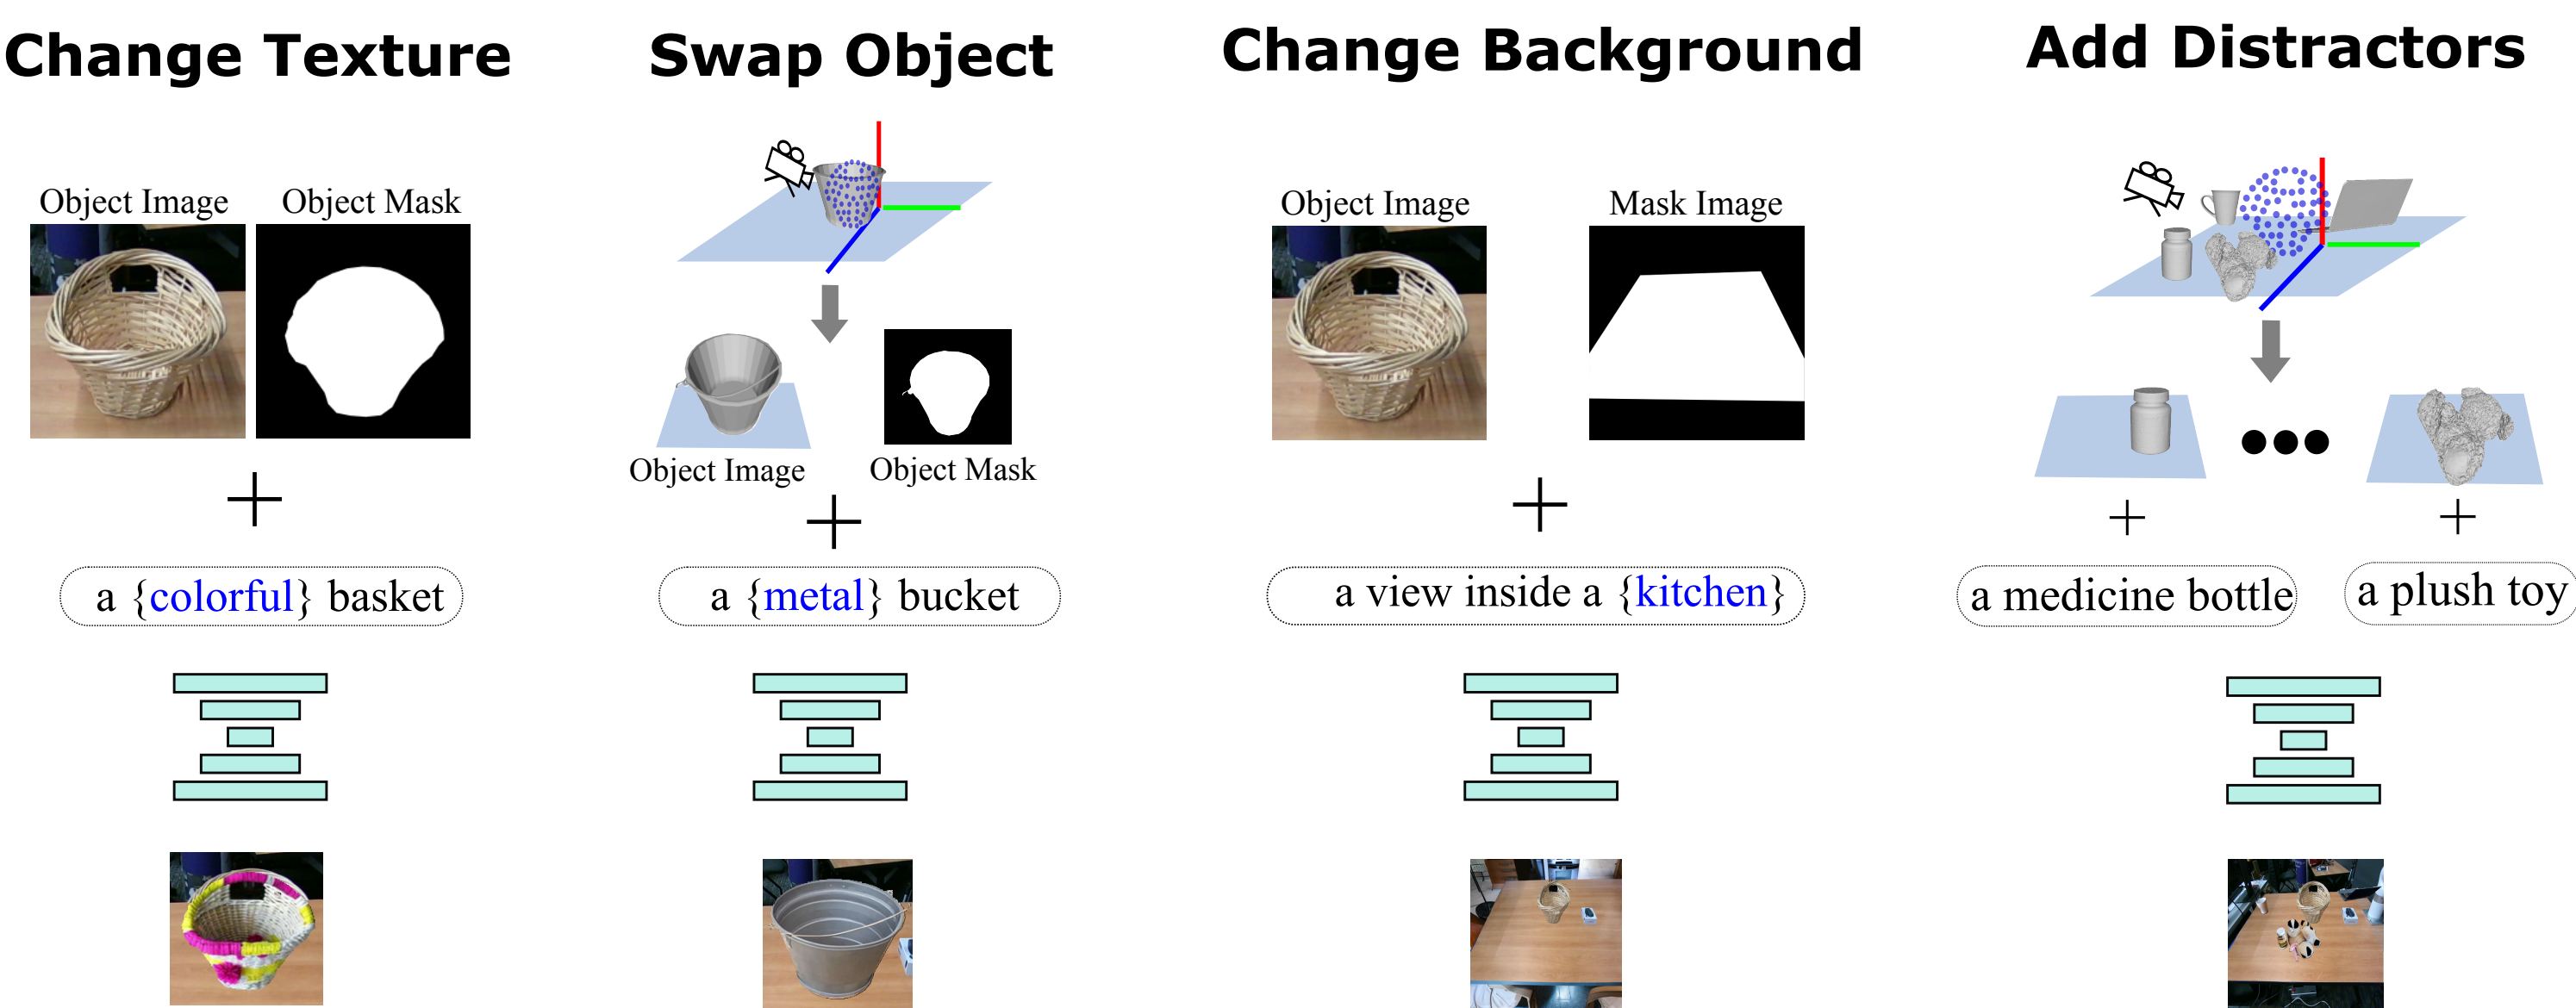 Change Texture
Swap Object
Change Background
Add Distractors
Object Image
Object Mask
Object Image
Object Mask
Object Image
Mask Image
a {colorful} basket
a {metal} bucket
a view inside a {kitchen}
a medicine bottle
a plush toy